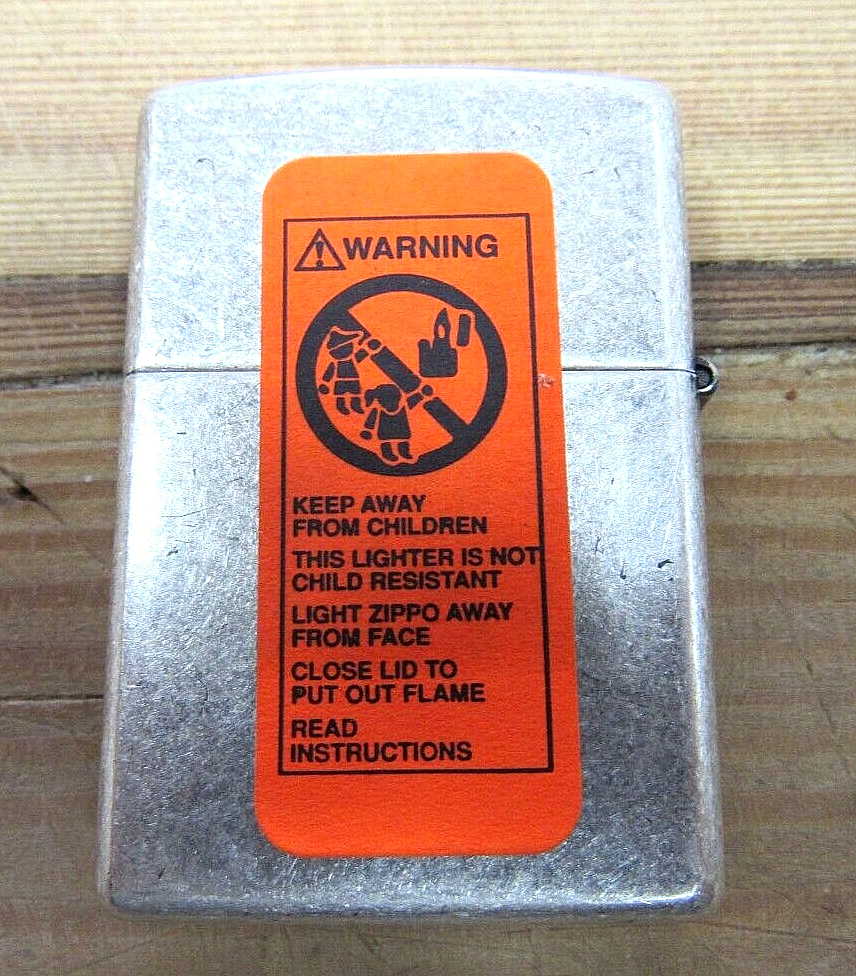 WARNING
KEEP AWAY
FROM CHILDREN
THIS LIGHTER IS NOT
CHILD RESISTANT
LIGHT ZIPPO AWAY
FROM FACE
CLOSE LID TO
PUT OUT FLAME
READ
INSTRUCTIONS